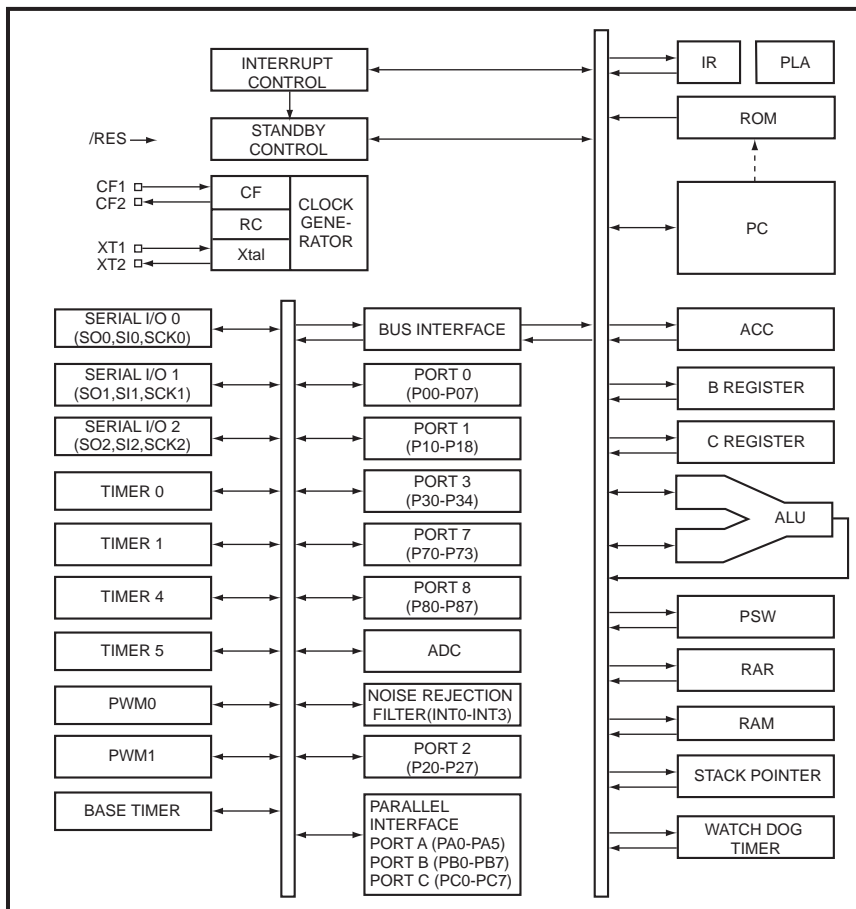 INTERRUPT
CONTROL
IR
PLA
/RES
STANDBY
CONTROL
ROM
CF1
CF2
XT1
XT2
CF
RC
Xtal
CLOCK
GENE-
RATOR
PC
SERIAL I/O 0
(SO0,SI0,SCK0)
BUS INTERFACE
ACC
SERIAL I/O 1
(SO1,SI1,SCK1)
PORT 0
(P00-P07)
B REGISTER
SERIAL I/O 2
(SO2,SI2,SCK2)
PORT 1
(P10-P18)
C REGISTER
TIMER 0
PORT 3
(P30-P34)
ALU
TIMER 1
PORT 7
(P70-P73)
TIMER 4
PORT 8
(P80-P87)
PSW
TIMER 5
ADC
RAR
PWM0
NOISE REJECTION
FILTER(INT0-INT3)
RAM
PWM1
PORT 2
(P20-P27)
STACK POINTER
BASE TIMER
PARALLEL
INTERFACE
PORT A (PA0-PA5)
PORT B (PB0-PB7)
PORT C (PC0-PC7)
WATCH DOG
TIMER